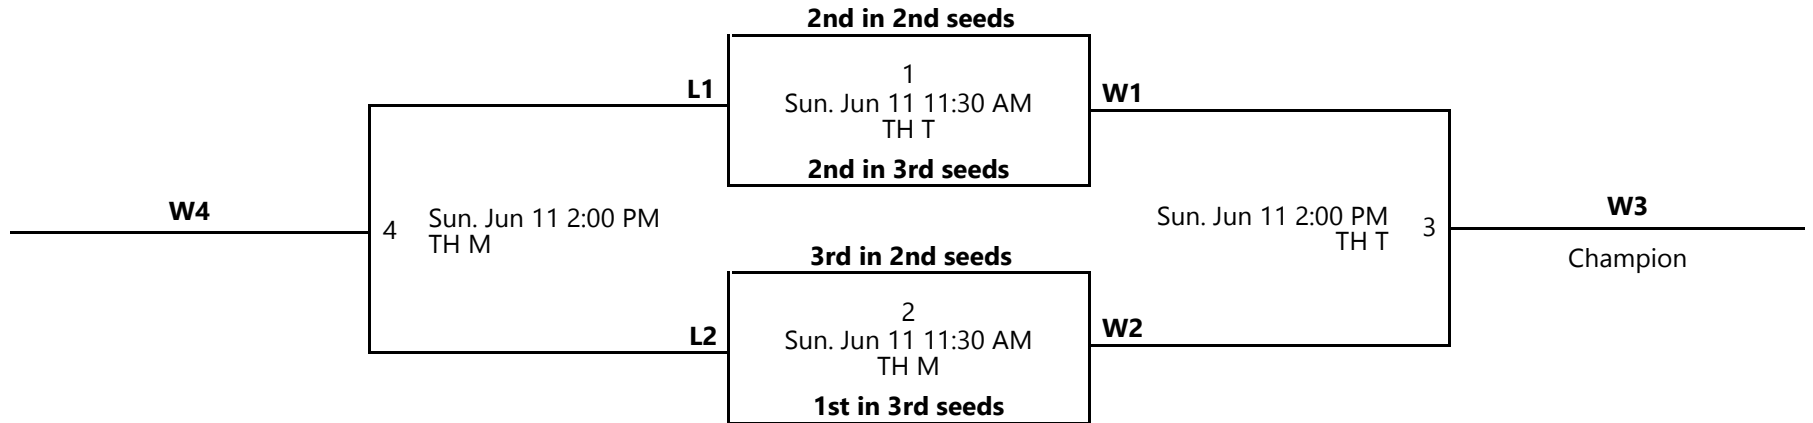 2nd in 2nd seeds
1
Sun. Jun 11 11:30 AM
TH T
2nd in 3rd seeds
L1
W1
W4
4
Sun. Jun 11 2:00 PM
TH M
Sun. Jun 11 2:00 PM
TH T
3
W3
Champion
3rd in 2nd seeds
2
Sun. Jun 11 11:30 AM
TH M
1st in 3rd seeds
L2
W2